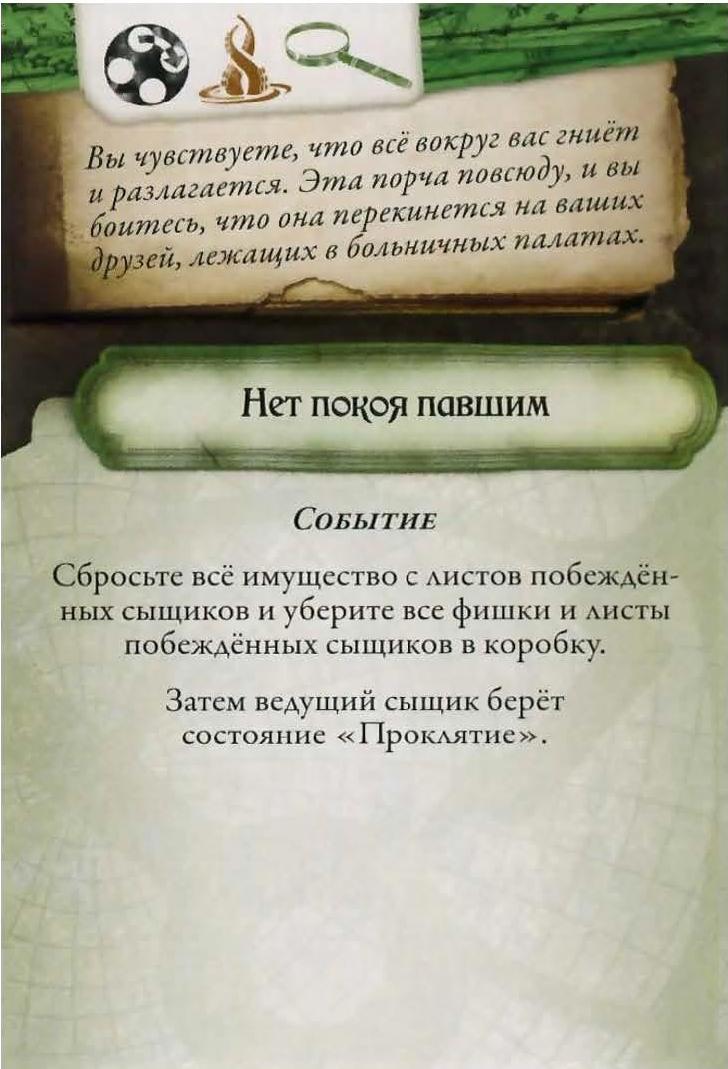 Вы чувствуете, что всё вокруг вас гниёт
и разлагается. Эта порча повсюду, и вы
боитесь, что она перекинется на ваших
друзей, лежащих в больничных палатах.
Нет покоя павшим
Событие
Сбросьте всё имущество с листов побеждён-
ных сыщиков и уберите все фишки и листы
побеждённых сыщиков в коробку.
Затем ведущий сыщик берёт
состояние «Проклятие».